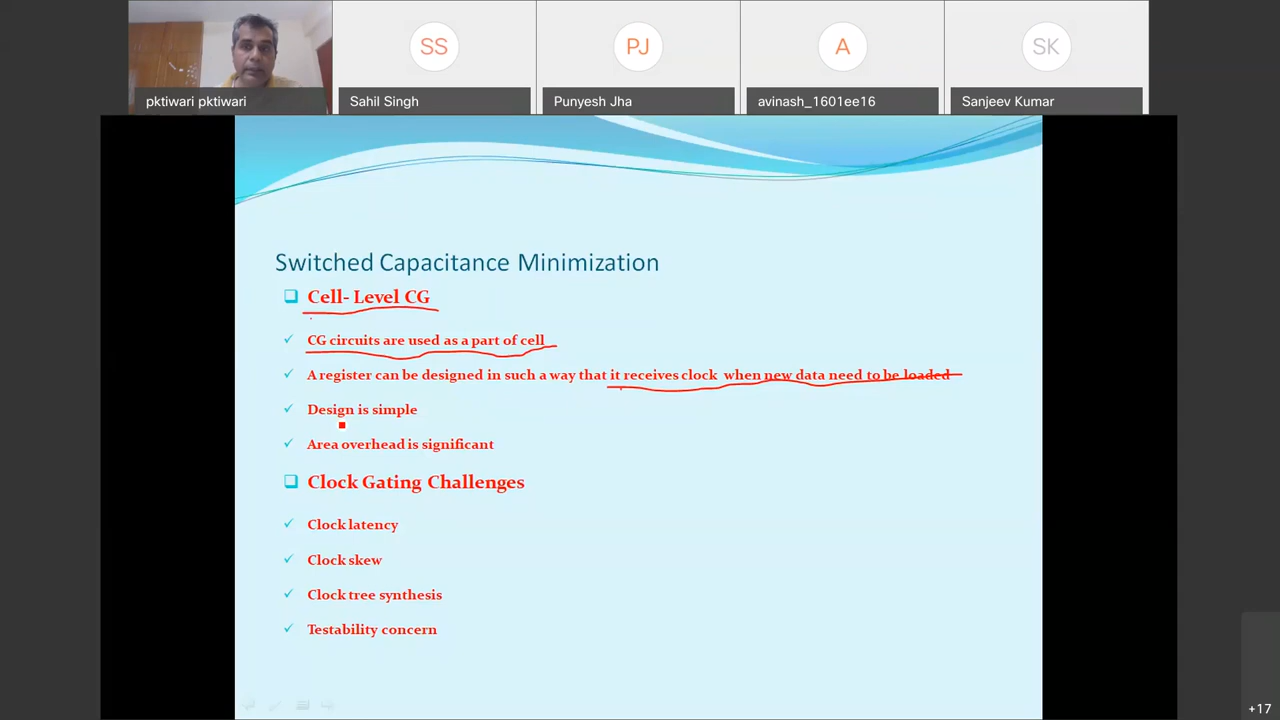 SS
PJ
A
SK
pktiwari pktiwari
Sahil Singh
Punyesh Jha
avinash_1601ee16
Sanjeev Kumar
Switched Capacitance Minimization
Cell- Level CG
CG circuits are used as a part of cell
A register can be designed in such a way that it receives clock when new data need to be loaded
Design is simple
Area overhead is significant
Clock Gating Challenges
Clock latency
Clock skew
Clock tree synthesis
Testability concern
+17